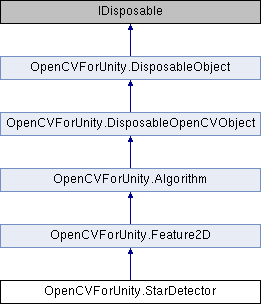 IDisposable
OpenCVForUnity.DisposableObject
OpenCVForUnity.DisposableOpenCVObject
OpenCVForUnity.Algorithm
OpenCVForUnity.Feature2D
OpenCVForUnity.StarDetector